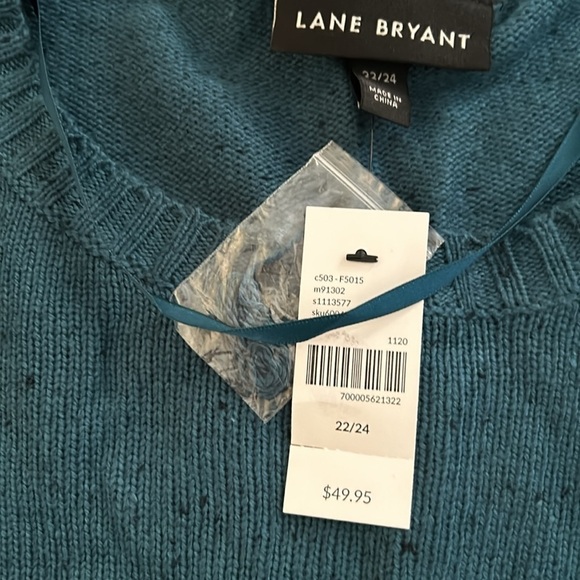 LANE BRYANT
22/24
MADE IN
CHINA
c503 - F5015
m91302
s1113577
1120
700005621322
22/24
$49.95